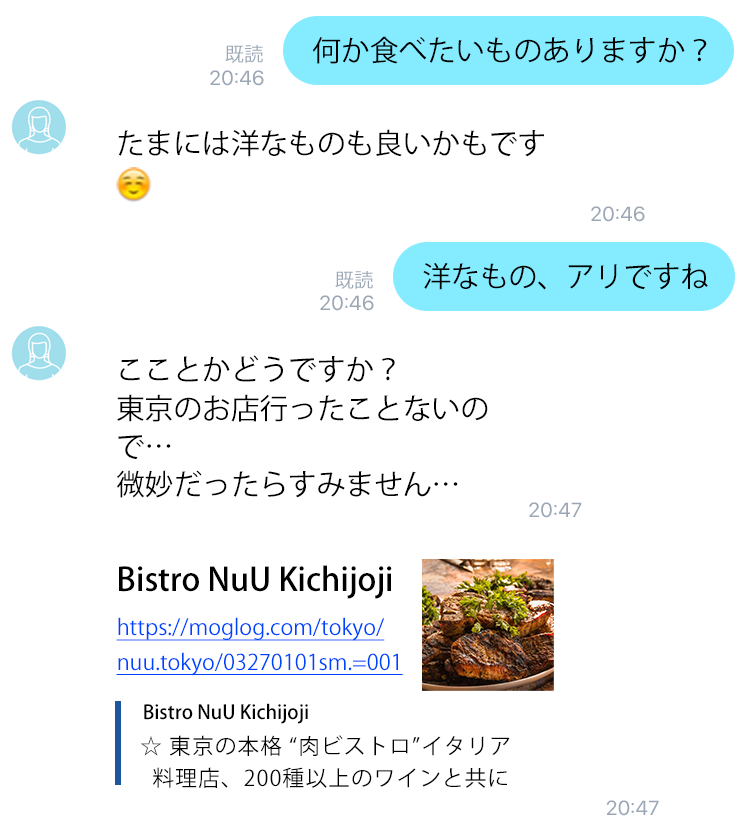 何か食べたいものありますか？
既読
20:46
たまには洋なものも良いかもです
☺️
20:46
洋なもの、アリですね
既読
20:46
こことかどうですか？
東京のお店行ったことないの
で…
微妙だったらすみません…
20:47
Bistro NuU Kichijoji
https://moglog.com/tokyo/
nuu.tokyo/03270101sm.=001
Bistro NuU Kichijoji
☆ 東京の本格 “肉ビストロ”イタリア
料理店、200種以上のワインと共に
20:47